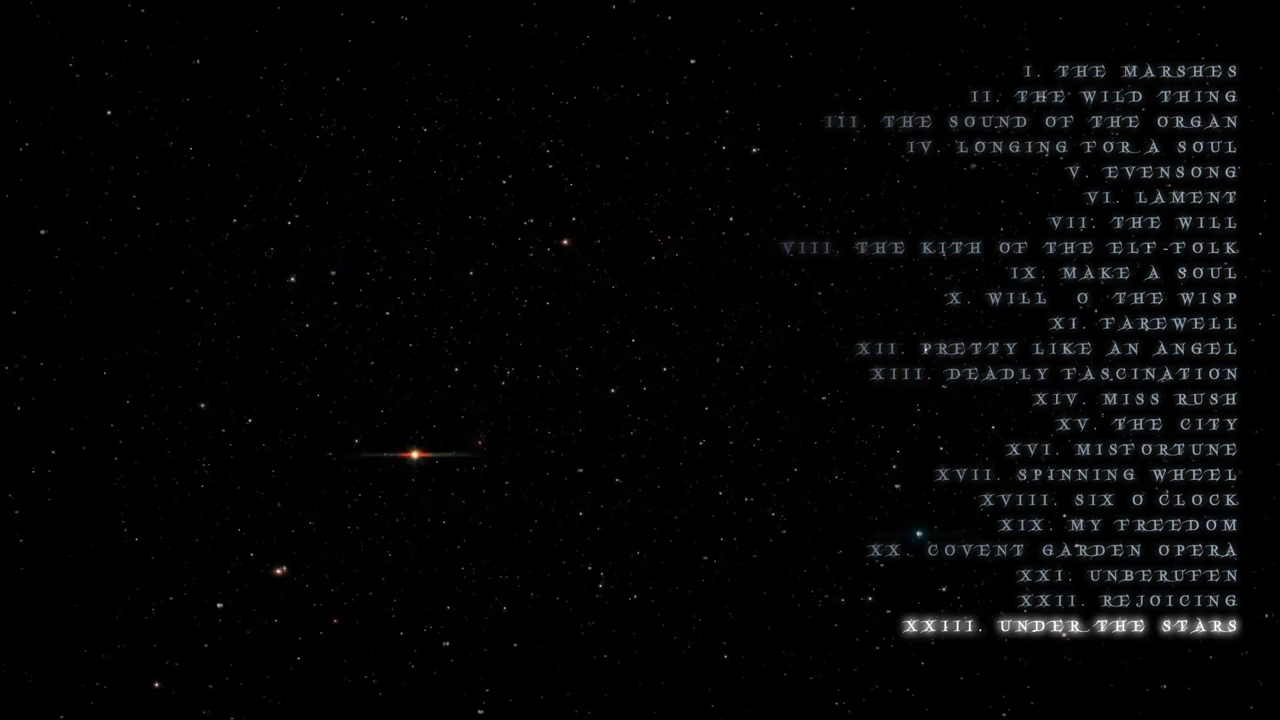 I. THE MARSHES
II. THE WILD THING
III. THE SOUND OF THE ORGAN
IV. LONGING FOR A SOUL
V. EVENSONG
VI. LAMENT
VII. THE WILL
VIII. THE KITH OF THE ELF-FOLK
IX. MAKE A SOUL
X. WILL O THE WISP
XI. FAREWELL
XII. PRETTY LIKE AN ANGEL
XIII. DEADLY FASCINATION
XIV. MISS RUSH
XV. THE CITY
XVI. MISFORTUNE
XVII. SPINNING WHEEL
XVIII. SIX O CLOCK
XIX. MY FREEDOM
XX. COVENT GARDEN OPERA
XXI. UNBERUFEN
XXII. REJOICING
XXIII. UNDER THE STARS